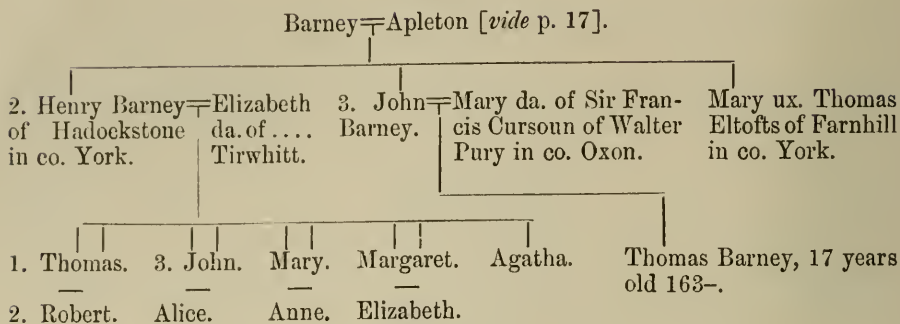 Barney Apleton [vide p. 17].
2. Henry Barney Elizabeth 3. John Mary da. of Sir Fran- Mary ux. Thomas
of Hadockstone da. of .... Barney. cis Cursoun of Walter Eltofts of Farnhill
in co. York. Tirwhitt. Pury in co. Oxon. in co. York.
1. Thomas. 3. John. Mary. Margaret. Agatha. Thomas Barney, 17 years
old 163–.
2. Robert. Alice. Anne. Elizabeth.